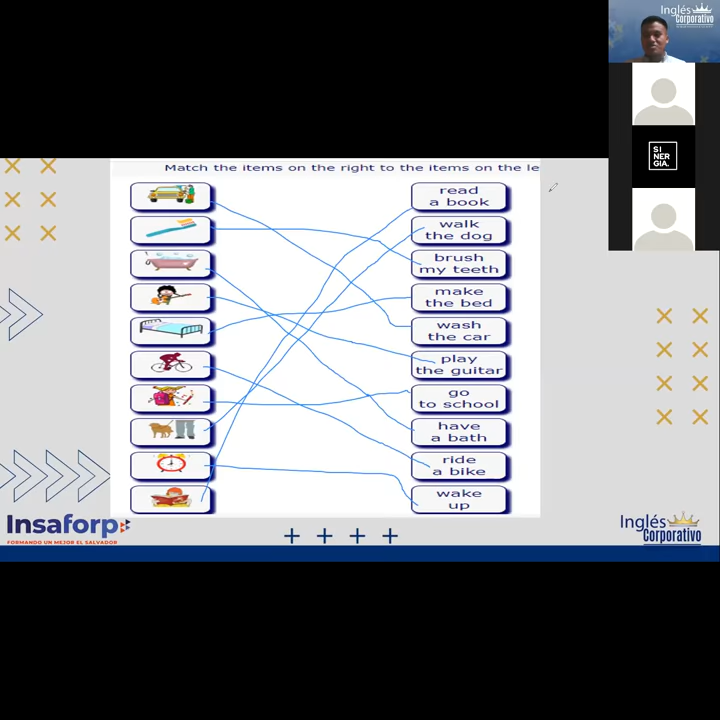 Inglés
Corporativo
SI
NER
GIA.
Match the items on the right to the items on the le
read
a book
walk
the dog
brush
my teeth
make
the bed
wash
the car
play
the guitar
go
to school
have
a bath
ride
a bike
wake
up
Insaforp
FORMANDO UN MEJOR EL SALVADOR
Inglés
Corporativo